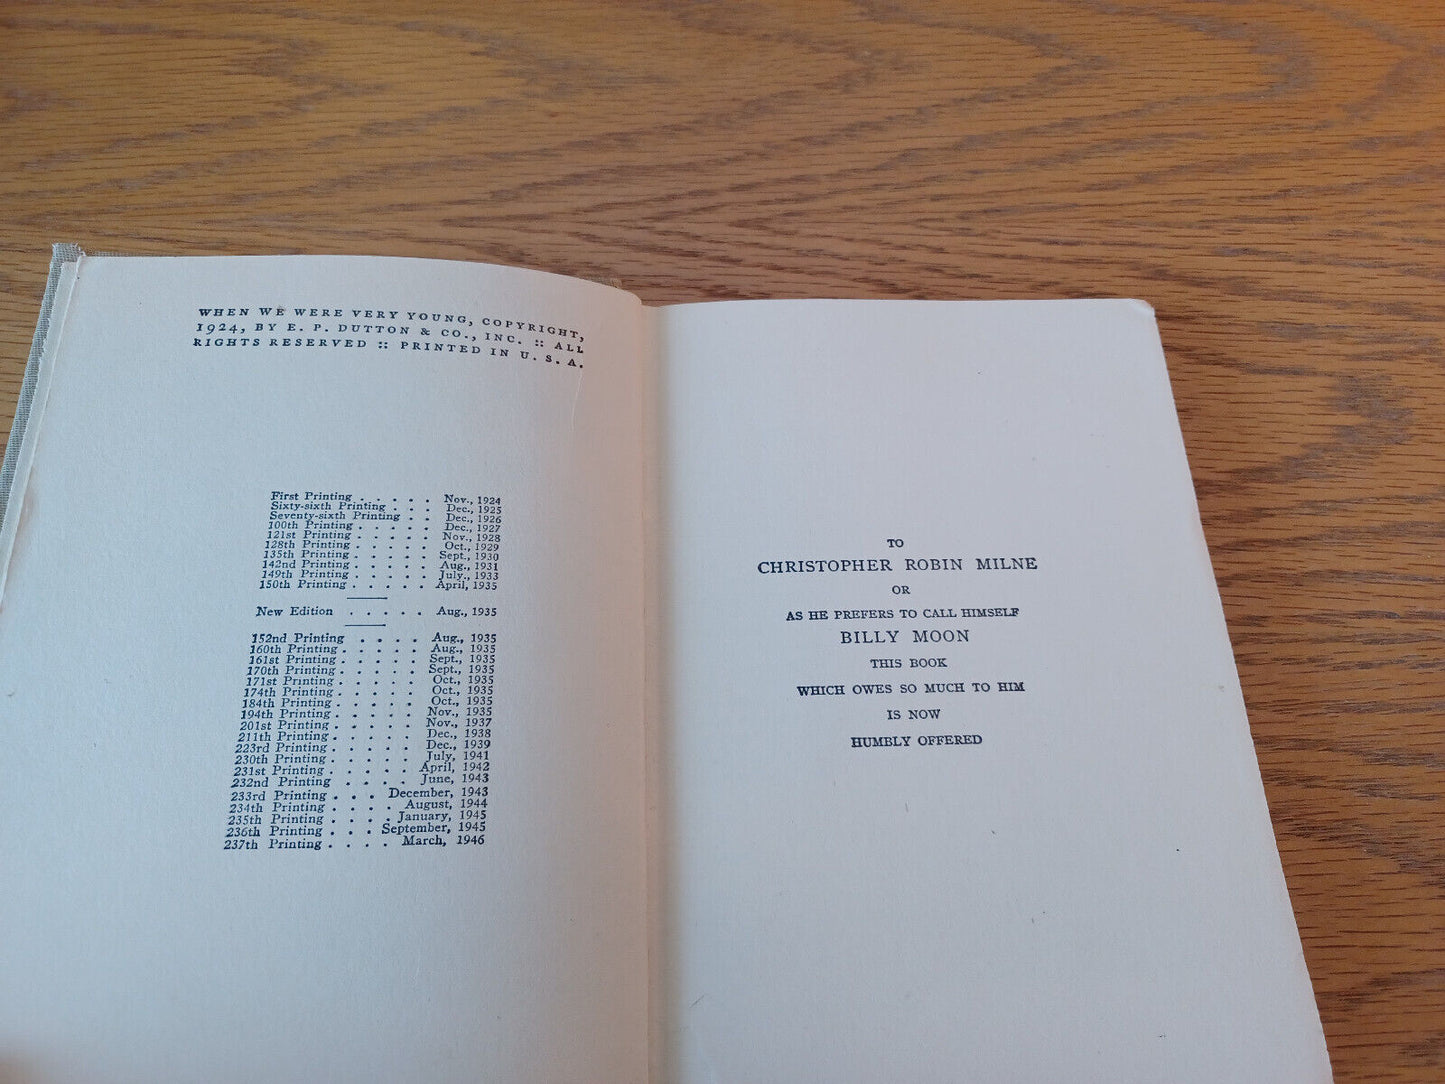 WHEN WE WERE VERY YOUNG, COPYRIGHT,
1924, BY E. P. DUTTON & CO., INC. :: ALL
RIGHTS RESERVED :: PRINTED IN U. S. A.
First Printing . . . . . Nov., 1924
Sixty-sixth Printing . . . Dec., 1925
Seventy-sixth Printing . . Dec., 1926
100th Printing . . . . . Dec., 1927
121st Printing . . . . . Nov., 1928
128th Printing . . . . . Oct., 1929
135th Printing . . . . . Sept., 1930
142nd Printing . . . . . Aug., 1931
149th Printing . . . . . July., 1933
150th Printing . . . . . April, 1935
New Edition . . . . . Aug., 1935
152nd Printing . . . . Aug., 1935
160th Printing . . . . Aug., 1935
161st Printing . . . . Sept., 1935
170th Printing . . . . Sept., 1935
171st Printing . . . . Oct., 1935
174th Printing . . . . Oct., 1935
184th Printing . . . . Oct., 1935
194th Printing . . . . Nov., 1935
201st Printing . . . . Nov., 1937
211th Printing . . . . Dec., 1938
223rd Printing . . . . Dec., 1939
230th Printing . . . . July, 1941
231st Printing . . . . April, 1942
232nd Printing . . . . June, 1943
233rd Printing . . . December, 1943
234th Printing . . . . August, 1944
235th Printing . . . . January, 1945
236th Printing . . . September, 1945
237th Printing . . . . March, 1946
TO
CHRISTOPHER ROBIN MILNE
OR
AS HE PREFERS TO CALL HIMSELF
BILLY MOON
THIS BOOK
WHICH OWES SO MUCH TO HIM
IS NOW
HUMBLY OFFERED